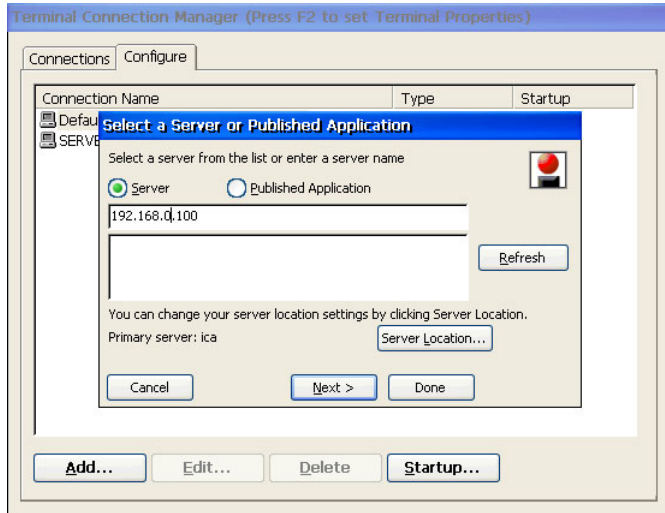 Terminal Connection Manager (Press F2 to set Terminal Properties)
Connections Configure
Connection Name Type Startup
Defau
SERVE
Select a Server or Published Application
Select a server from the list or enter a server name
Server Published Application
192.168.0.100
Refresh
You can change your server location settings by clicking Server Location.
Primary server: ica Server Location...
Cancel Next > Done
Add... Edit... Delete Startup...